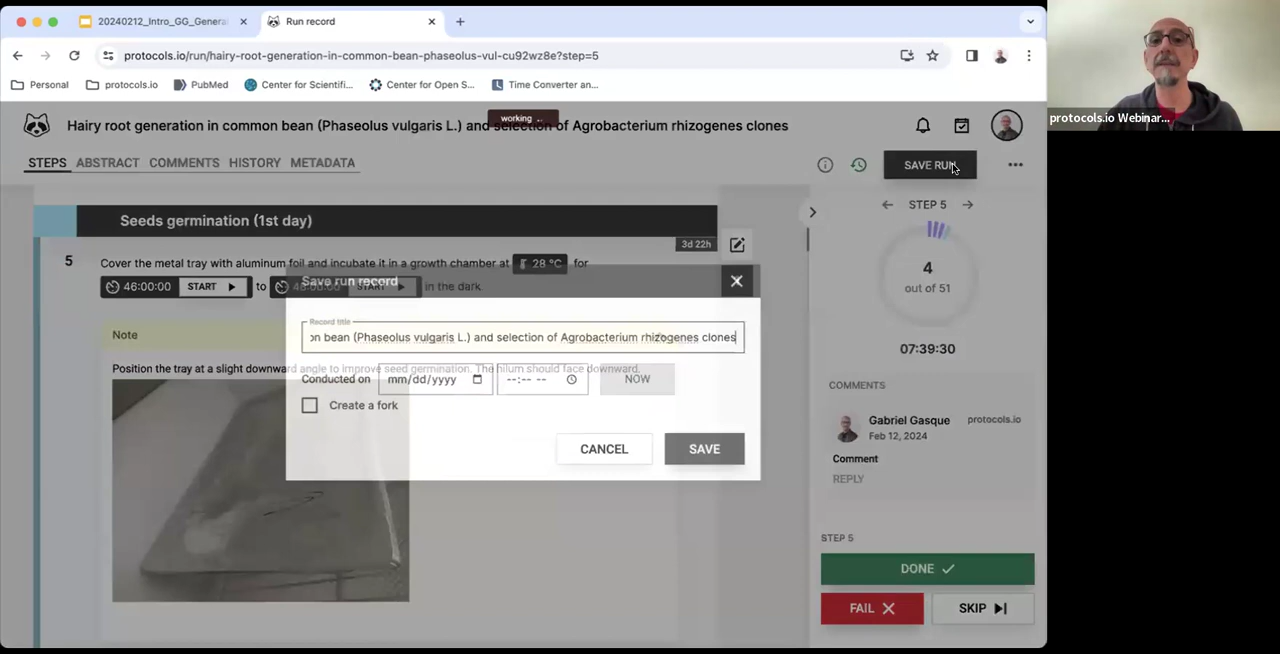 20240212_Intro_GG_Genera
Run record
protocols.io/run/hairy-root-generation-in-common-bean-phaseolus-vul-cu92wz8e?step=5
Personal
protocols.io
PubMed
Center for Scientifi...
Center for Open S...
Time Converter an...
working ..
Hairy root generation in common bean (Phaseolus vulgaris L.) and selection of Agrobacterium rhizogenes clones
protocols.io Webinar...
STEPS ABSTRACT COMMENTS HISTORY METADATA
SAVE RUN
Seeds germination (1st day)
3d 22h
5 Cover the metal tray with aluminum foil and incubate it in a growth chamber at 28 °C for
46:00:00 START to 48:00:00 START in the dark.
Note
Position the tray at a slight downward angle to improve seed germination. The hilum should face downward.
Save run record
Record title
on bean (Phaseolus vulgaris L.) and selection of Agrobacterium rhizogenes clones
Conducted on mm/dd/yyyy --:-- -- NOW
Create a fork
CANCEL SAVE
STEP 5
4
out of 51
07:39:30
COMMENTS
Gabriel Gasque protocols.io
Feb 12, 2024
Comment
REPLY
STEP 5
DONE
FAIL SKIP